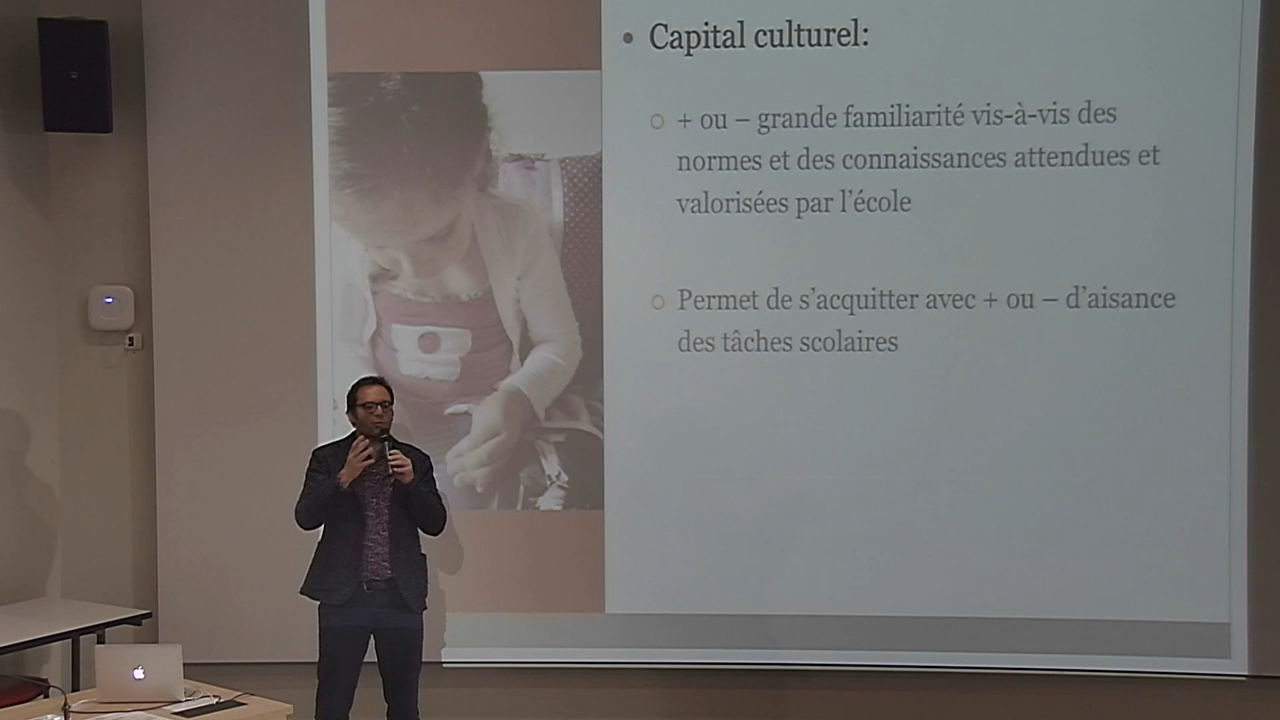 • Capital culturel:
○ + ou – grande familiarité vis-à-vis des
normes et des connaissances attendues et
valorisées par l'école
○ Permet de s'acquitter avec + ou – d'aisance
des tâches scolaires